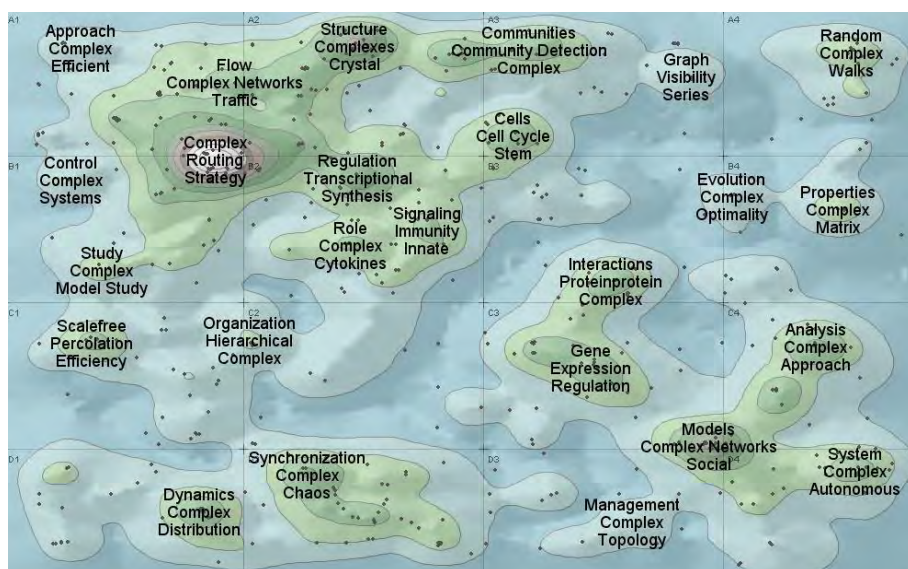 A1
A2
A3
A4
Approach
Complex
Efficient
Flow
Complex Networks
Traffic
Structure
Complexes
Crystal
Communities
Community Detection
Complex
Graph
Visibility
Series
Random
Complex
Walks
B1
B2
B3
B4
Control
Complex
Systems
Complex
Routing
Strategy
Regulation
Transcriptional
Synthesis
Cells
Cell Cycle
Stem
Evolution
Complex
Optimality
Properties
Complex
Matrix
Study
Complex
Model Study
Role
Complex
Cytokines
Signaling
Immunity
Innate
Interactions
Proteinprotein
Complex
C1
C2
C3
C4
Scalefree
Percolation
Efficiency
Organization
Hierarchical
Complex
Gene
Expression
Regulation
Analysis
Complex
Approach
D1
D3
D4
Synchronization
Complex
Chaos
Models
Complex Networks
Social
System
Complex
Autonomous
Dynamics
Complex
Distribution
Management
Complex
Topology